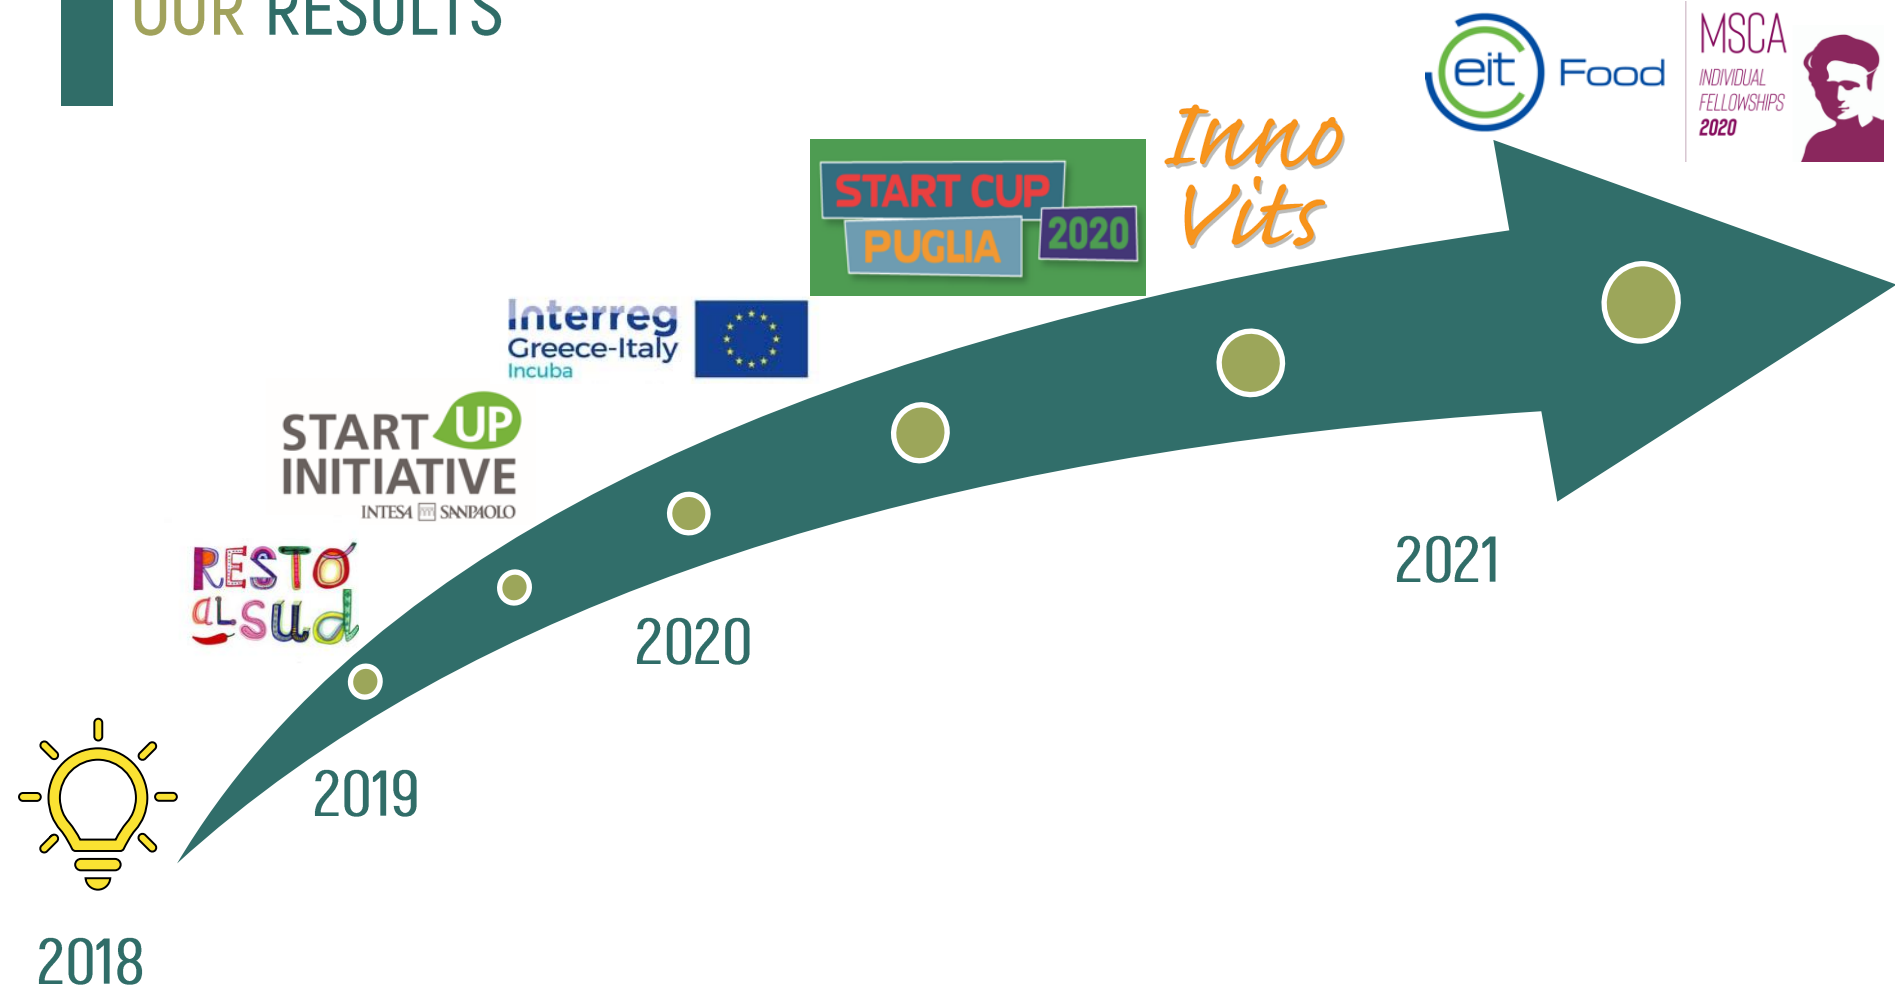 OUR RESULTS
eit Food
MSCA
INDIVIDUAL
FELLOWSHIPS
2020
Inno
Vits
START CUP
PUGLIA 2020
Interreg
Greece-Italy
Incuba
START UP
INITIATIVE
INTESA SANPAOLO
RESTO
AL SUD
2021
2020
2019
2018